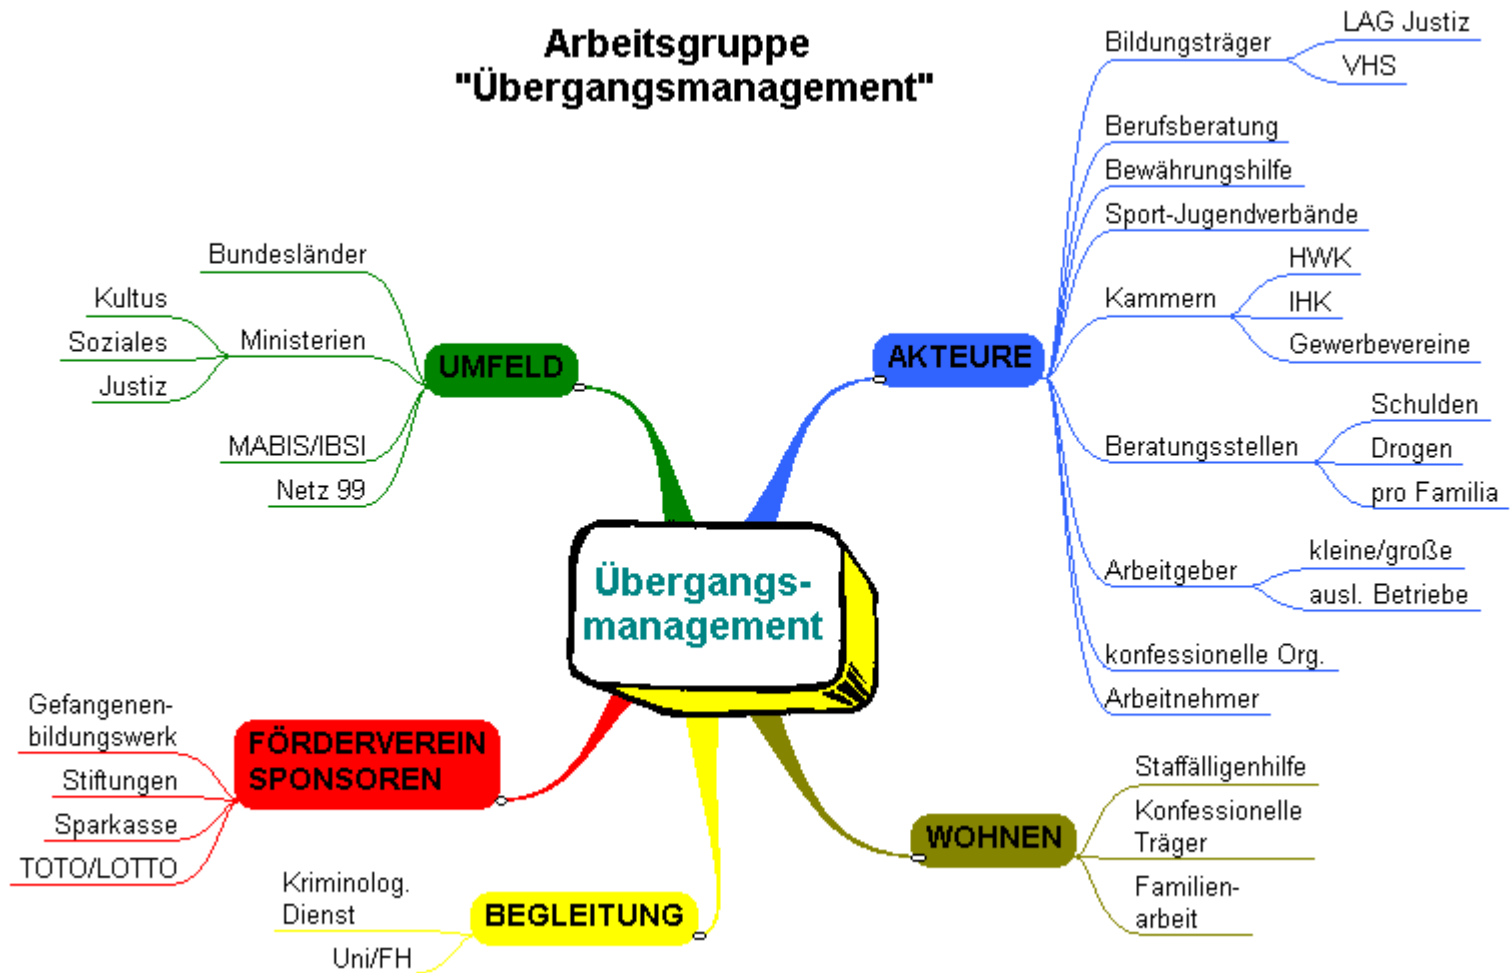 Arbeitsgruppe
"Übergangsmanagement"
Übergangs-
management
UMFELD
Bundesländer
Ministerien
Kultus
Soziales
Justiz
MABIS/IBSI
Netz 99
AKTEURE
Bildungsträger
LAG Justiz
VHS
Berufsberatung
Bewährungshilfe
Sport-Jugendverbände
Kammern
HWK
IHK
Gewerbevereine
Beratungsstellen
Schulden
Drogen
pro Familia
Arbeitgeber
kleine/große
ausl. Betriebe
konfessionelle Org.
Arbeitnehmer
FÖRDERVEREIN
SPONSOREN
Gefangenen-
bildungswerk
Stiftungen
Sparkasse
TOTO/LOTTO
BEGLEITUNG
Kriminolog.
Dienst
Uni/FH
WOHNEN
Staffälligenhilfe
Konfessionelle
Träger
Familien-
arbeit